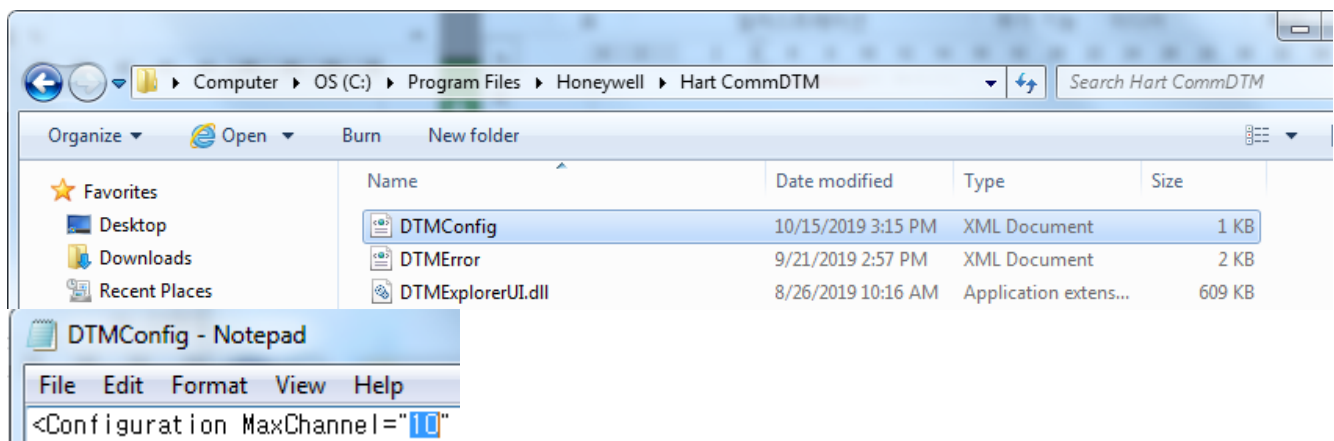 Computer OS (C:) Program Files Honeywell Hart CommDTM Search Hart CommDTM
Organize Open Burn New folder
Favorites
Desktop
Downloads
Recent Places
Name Date modified Type Size
DTMConfig 10/15/2019 3:15 PM XML Document 1 KB
DTMError 9/21/2019 2:57 PM XML Document 2 KB
DTMExplorerUI.dll 8/26/2019 10:16 AM Application extens... 609 KB
DTMConfig - Notepad
File Edit Format View Help
<Configuration MaxChannel="10"